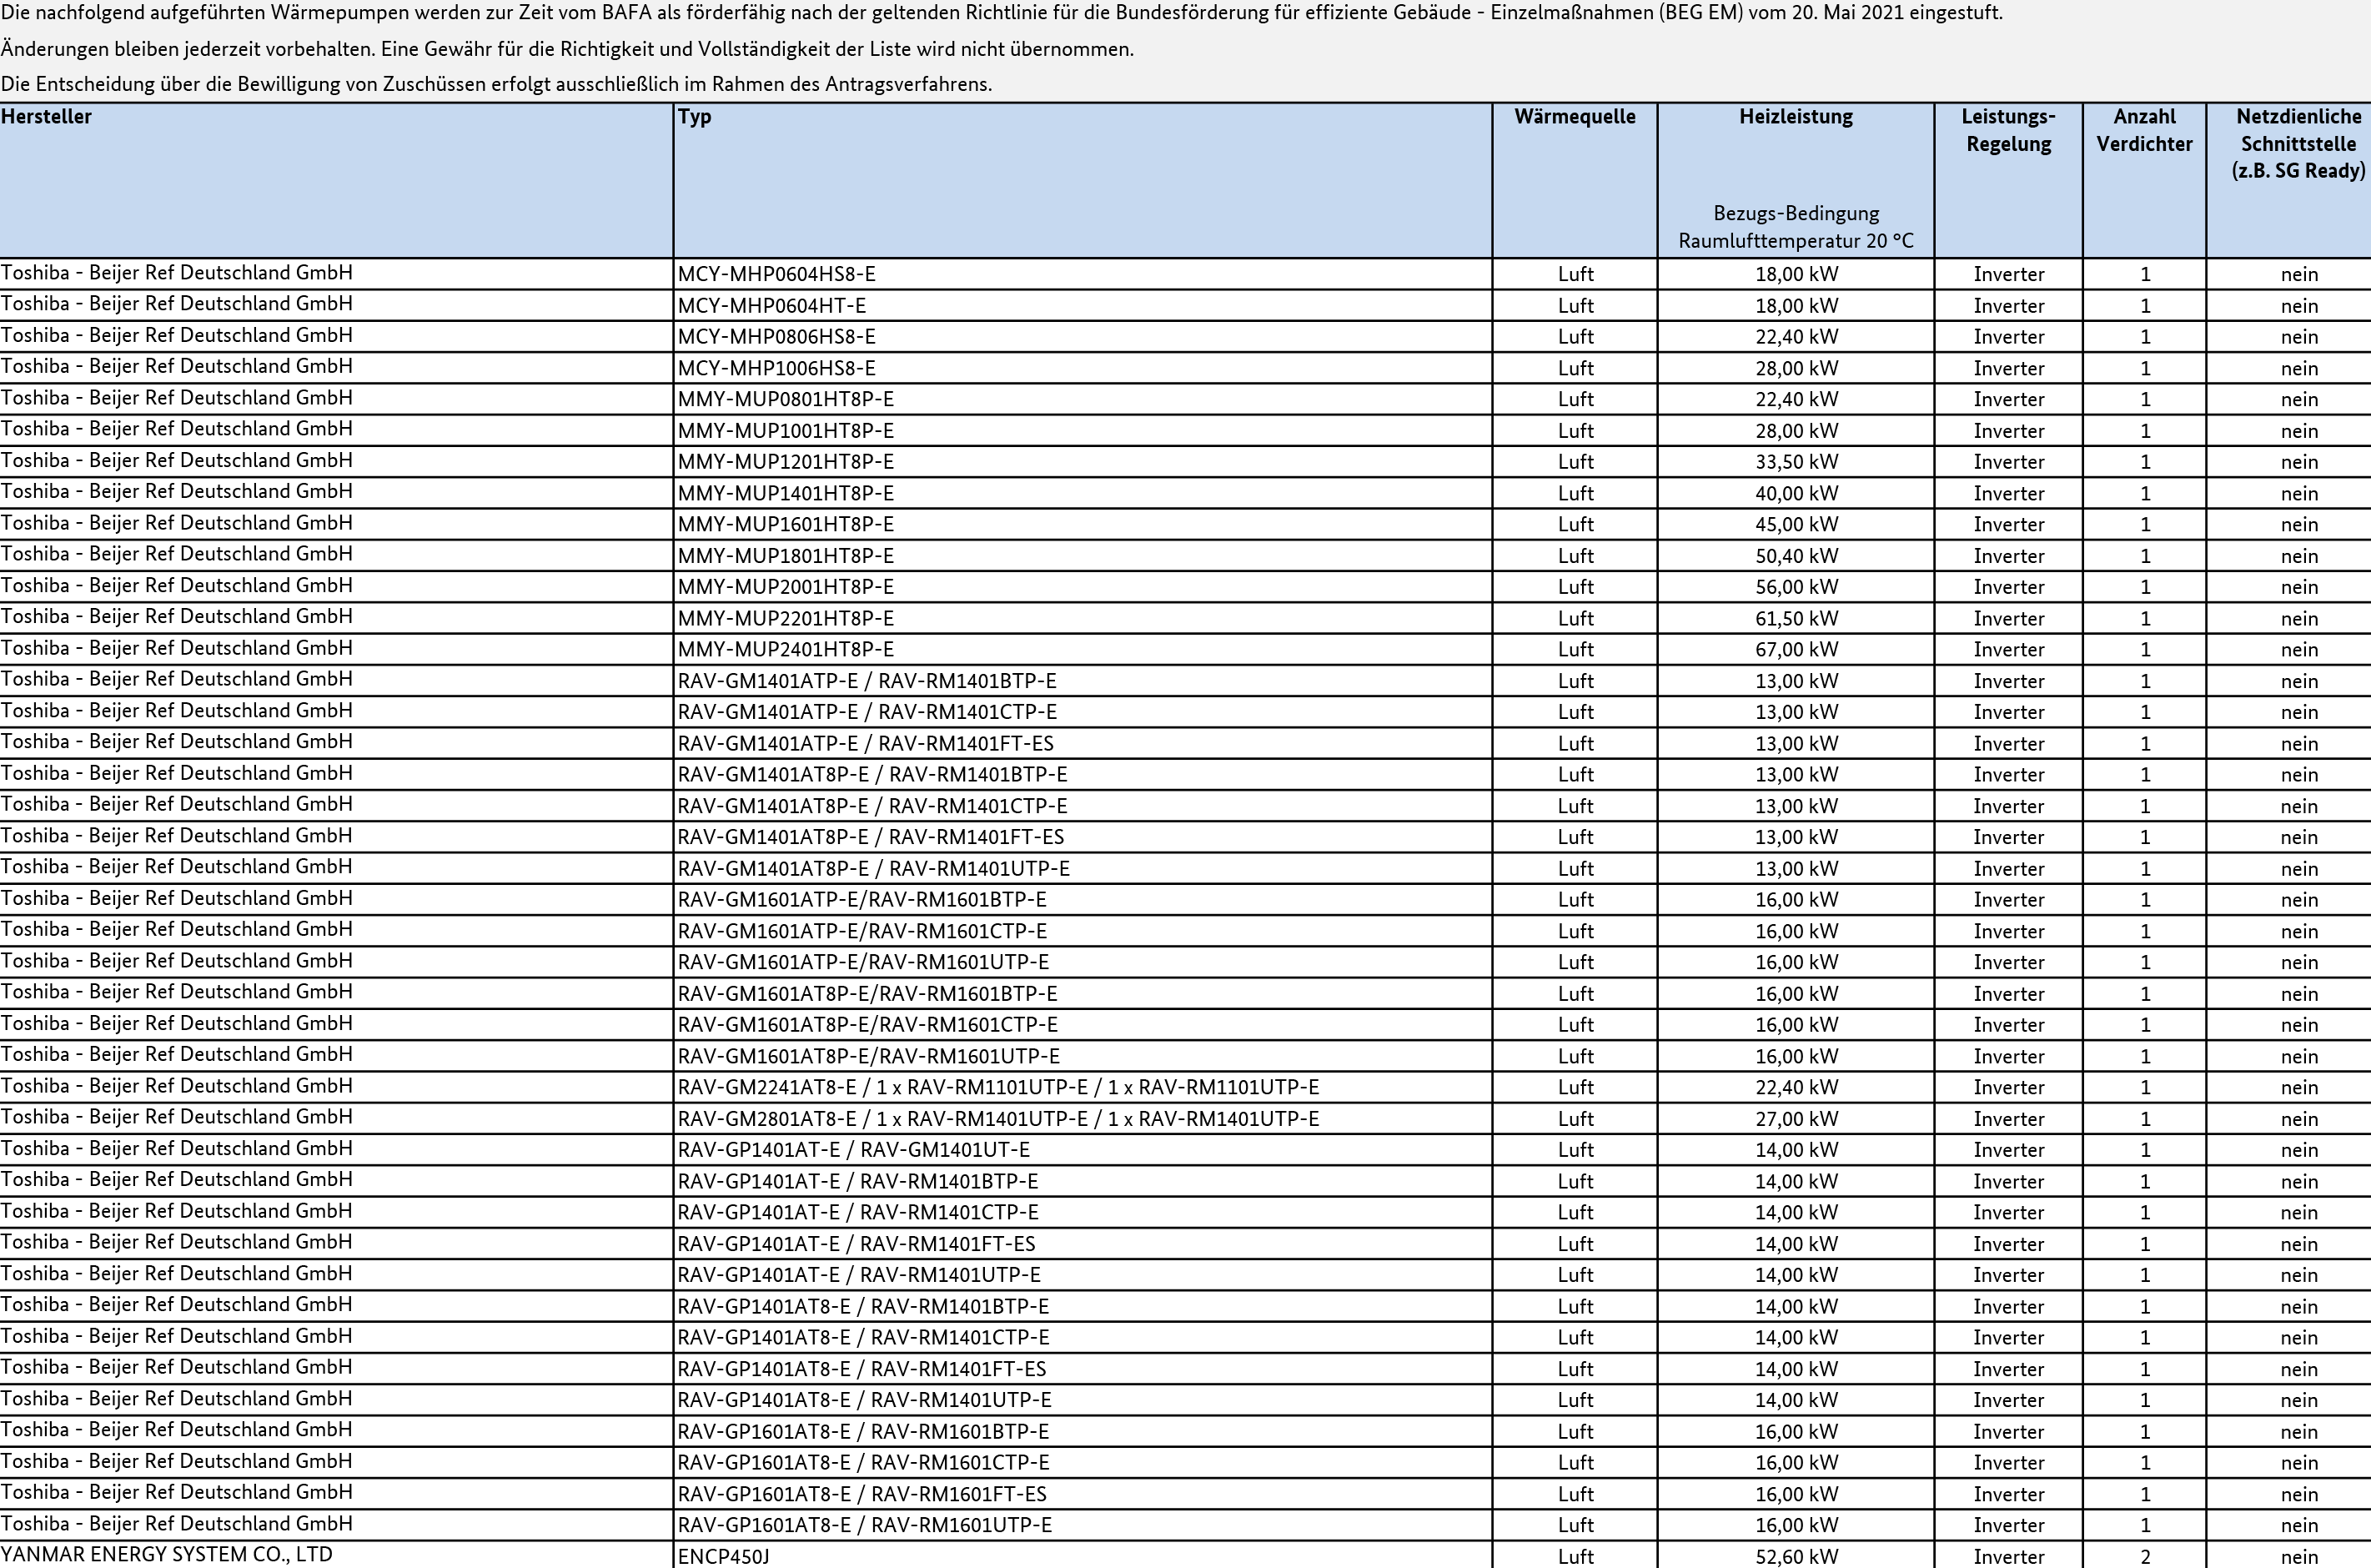 Die nachfolgend aufgeführten Wärmepumpen werden zur Zeit vom BAFA als förderfähig nach der geltenden Richtlinie für die Bundesförderung für effiziente Gebäude - Einzelmaßnahmen (BEG EM) vom 20. Mai 2021 eingestuft.
Änderungen bleiben jederzeit vorbehalten. Eine Gewähr für die Richtigkeit und Vollständigkeit der Liste wird nicht übernommen.
Die Entscheidung über die Bewilligung von Zuschüssen erfolgt ausschließlich im Rahmen des Antragsverfahrens.
Hersteller Typ Wärmequelle Heizleistung Leistungs- Anzahl Netzdienliche
Regelung Verdichter Schnittstelle
(z.B. SG Ready)
Bezugs-Bedingung
Raumlufttemperatur 20 °C
Toshiba - Beijer Ref Deutschland GmbH MCY-MHP0604HS8-E Luft 18,00 kW Inverter 1 nein
Toshiba - Beijer Ref Deutschland GmbH MCY-MHP0604HT-E Luft 18,00 kW Inverter 1 nein
Toshiba - Beijer Ref Deutschland GmbH MCY-MHP0806HS8-E Luft 22,40 kW Inverter 1 nein
Toshiba - Beijer Ref Deutschland GmbH MCY-MHP1006HS8-E Luft 28,00 kW Inverter 1 nein
Toshiba - Beijer Ref Deutschland GmbH MMY-MUP0801HT8P-E Luft 22,40 kW Inverter 1 nein
Toshiba - Beijer Ref Deutschland GmbH MMY-MUP1001HT8P-E Luft 28,00 kW Inverter 1 nein
Toshiba - Beijer Ref Deutschland GmbH MMY-MUP1201HT8P-E Luft 33,50 kW Inverter 1 nein
Toshiba - Beijer Ref Deutschland GmbH MMY-MUP1401HT8P-E Luft 40,00 kW Inverter 1 nein
Toshiba - Beijer Ref Deutschland GmbH MMY-MUP1601HT8P-E Luft 45,00 kW Inverter 1 nein
Toshiba - Beijer Ref Deutschland GmbH MMY-MUP1801HT8P-E Luft 50,40 kW Inverter 1 nein
Toshiba - Beijer Ref Deutschland GmbH MMY-MUP2001HT8P-E Luft 56,00 kW Inverter 1 nein
Toshiba - Beijer Ref Deutschland GmbH MMY-MUP2201HT8P-E Luft 61,50 kW Inverter 1 nein
Toshiba - Beijer Ref Deutschland GmbH MMY-MUP2401HT8P-E Luft 67,00 kW Inverter 1 nein
Toshiba - Beijer Ref Deutschland GmbH RAV-GM1401ATP-E / RAV-RM1401BTP-E Luft 13,00 kW Inverter 1 nein
Toshiba - Beijer Ref Deutschland GmbH RAV-GM1401ATP-E / RAV-RM1401CTP-E Luft 13,00 kW Inverter 1 nein
Toshiba - Beijer Ref Deutschland GmbH RAV-GM1401ATP-E / RAV-RM1401FT-ES Luft 13,00 kW Inverter 1 nein
Toshiba - Beijer Ref Deutschland GmbH RAV-GM1401AT8P-E / RAV-RM1401BTP-E Luft 13,00 kW Inverter 1 nein
Toshiba - Beijer Ref Deutschland GmbH RAV-GM1401AT8P-E / RAV-RM1401CTP-E Luft 13,00 kW Inverter 1 nein
Toshiba - Beijer Ref Deutschland GmbH RAV-GM1401AT8P-E / RAV-RM1401FT-ES Luft 13,00 kW Inverter 1 nein
Toshiba - Beijer Ref Deutschland GmbH RAV-GM1401AT8P-E / RAV-RM1401UTP-E Luft 13,00 kW Inverter 1 nein
Toshiba - Beijer Ref Deutschland GmbH RAV-GM1601ATP-E/RAV-RM1601BTP-E Luft 16,00 kW Inverter 1 nein
Toshiba - Beijer Ref Deutschland GmbH RAV-GM1601ATP-E/RAV-RM1601CTP-E Luft 16,00 kW Inverter 1 nein
Toshiba - Beijer Ref Deutschland GmbH RAV-GM1601ATP-E/RAV-RM1601UTP-E Luft 16,00 kW Inverter 1 nein
Toshiba - Beijer Ref Deutschland GmbH RAV-GM1601AT8P-E/RAV-RM1601BTP-E Luft 16,00 kW Inverter 1 nein
Toshiba - Beijer Ref Deutschland GmbH RAV-GM1601AT8P-E/RAV-RM1601CTP-E Luft 16,00 kW Inverter 1 nein
Toshiba - Beijer Ref Deutschland GmbH RAV-GM1601AT8P-E/RAV-RM1601UTP-E Luft 16,00 kW Inverter 1 nein
Toshiba - Beijer Ref Deutschland GmbH RAV-GM2241AT8-E / 1 x RAV-RM1101UTP-E / 1 x RAV-RM1101UTP-E Luft 22,40 kW Inverter 1 nein
Toshiba - Beijer Ref Deutschland GmbH RAV-GM2801AT8-E / 1 x RAV-RM1401UTP-E / 1 x RAV-RM1401UTP-E Luft 27,00 kW Inverter 1 nein
Toshiba - Beijer Ref Deutschland GmbH RAV-GP1401AT-E / RAV-GM1401UT-E Luft 14,00 kW Inverter 1 nein
Toshiba - Beijer Ref Deutschland GmbH RAV-GP1401AT-E / RAV-RM1401BTP-E Luft 14,00 kW Inverter 1 nein
Toshiba - Beijer Ref Deutschland GmbH RAV-GP1401AT-E / RAV-RM1401CTP-E Luft 14,00 kW Inverter 1 nein
Toshiba - Beijer Ref Deutschland GmbH RAV-GP1401AT-E / RAV-RM1401FT-ES Luft 14,00 kW Inverter 1 nein
Toshiba - Beijer Ref Deutschland GmbH RAV-GP1401AT-E / RAV-RM1401UTP-E Luft 14,00 kW Inverter 1 nein
Toshiba - Beijer Ref Deutschland GmbH RAV-GP1401AT8-E / RAV-RM1401BTP-E Luft 14,00 kW Inverter 1 nein
Toshiba - Beijer Ref Deutschland GmbH RAV-GP1401AT8-E / RAV-RM1401CTP-E Luft 14,00 kW Inverter 1 nein
Toshiba - Beijer Ref Deutschland GmbH RAV-GP1401AT8-E / RAV-RM1401FT-ES Luft 14,00 kW Inverter 1 nein
Toshiba - Beijer Ref Deutschland GmbH RAV-GP1401AT8-E / RAV-RM1401UTP-E Luft 14,00 kW Inverter 1 nein
Toshiba - Beijer Ref Deutschland GmbH RAV-GP1601AT8-E / RAV-RM1601BTP-E Luft 16,00 kW Inverter 1 nein
Toshiba - Beijer Ref Deutschland GmbH RAV-GP1601AT8-E / RAV-RM1601CTP-E Luft 16,00 kW Inverter 1 nein
Toshiba - Beijer Ref Deutschland GmbH RAV-GP1601AT8-E / RAV-RM1601FT-ES Luft 16,00 kW Inverter 1 nein
Toshiba - Beijer Ref Deutschland GmbH RAV-GP1601AT8-E / RAV-RM1601UTP-E Luft 16,00 kW Inverter 1 nein
YANMAR ENERGY SYSTEM CO., LTD ENCP450J Luft 52,60 kW Inverter 2 nein